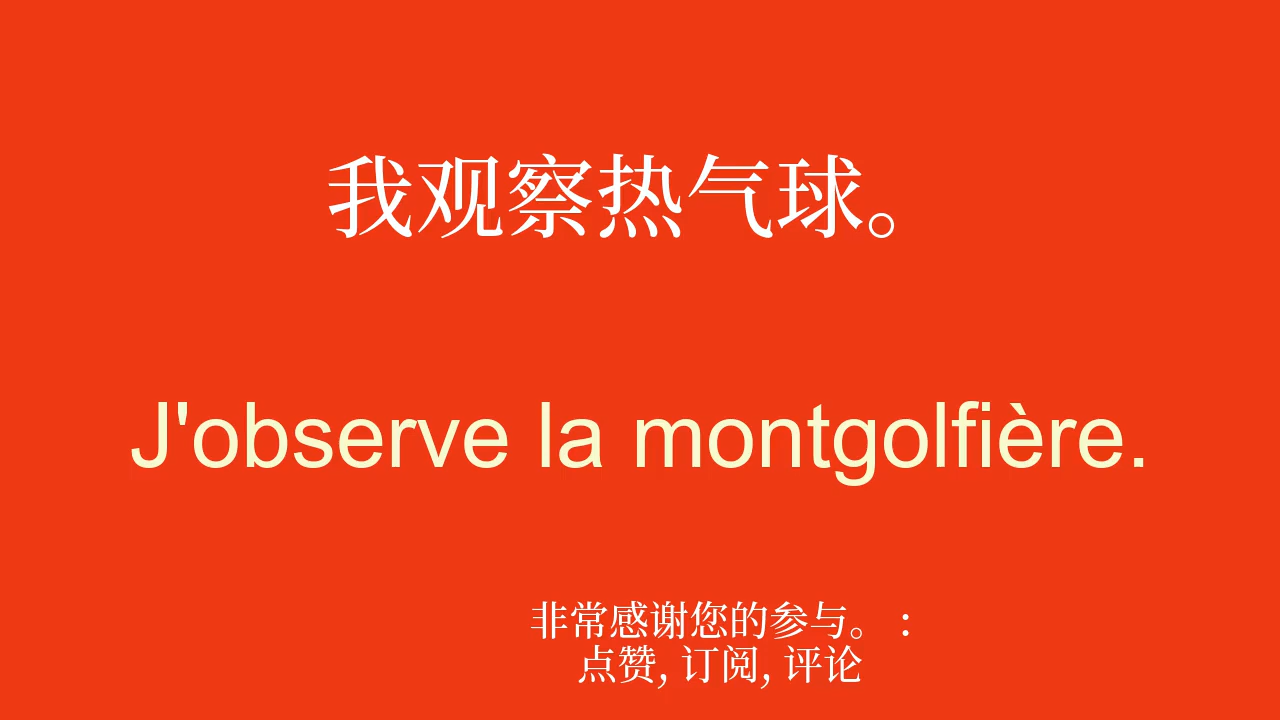 我观察热气球。
J'observe la montgolfière.
非常感谢您的参与。 :
点赞, 订阅, 评论